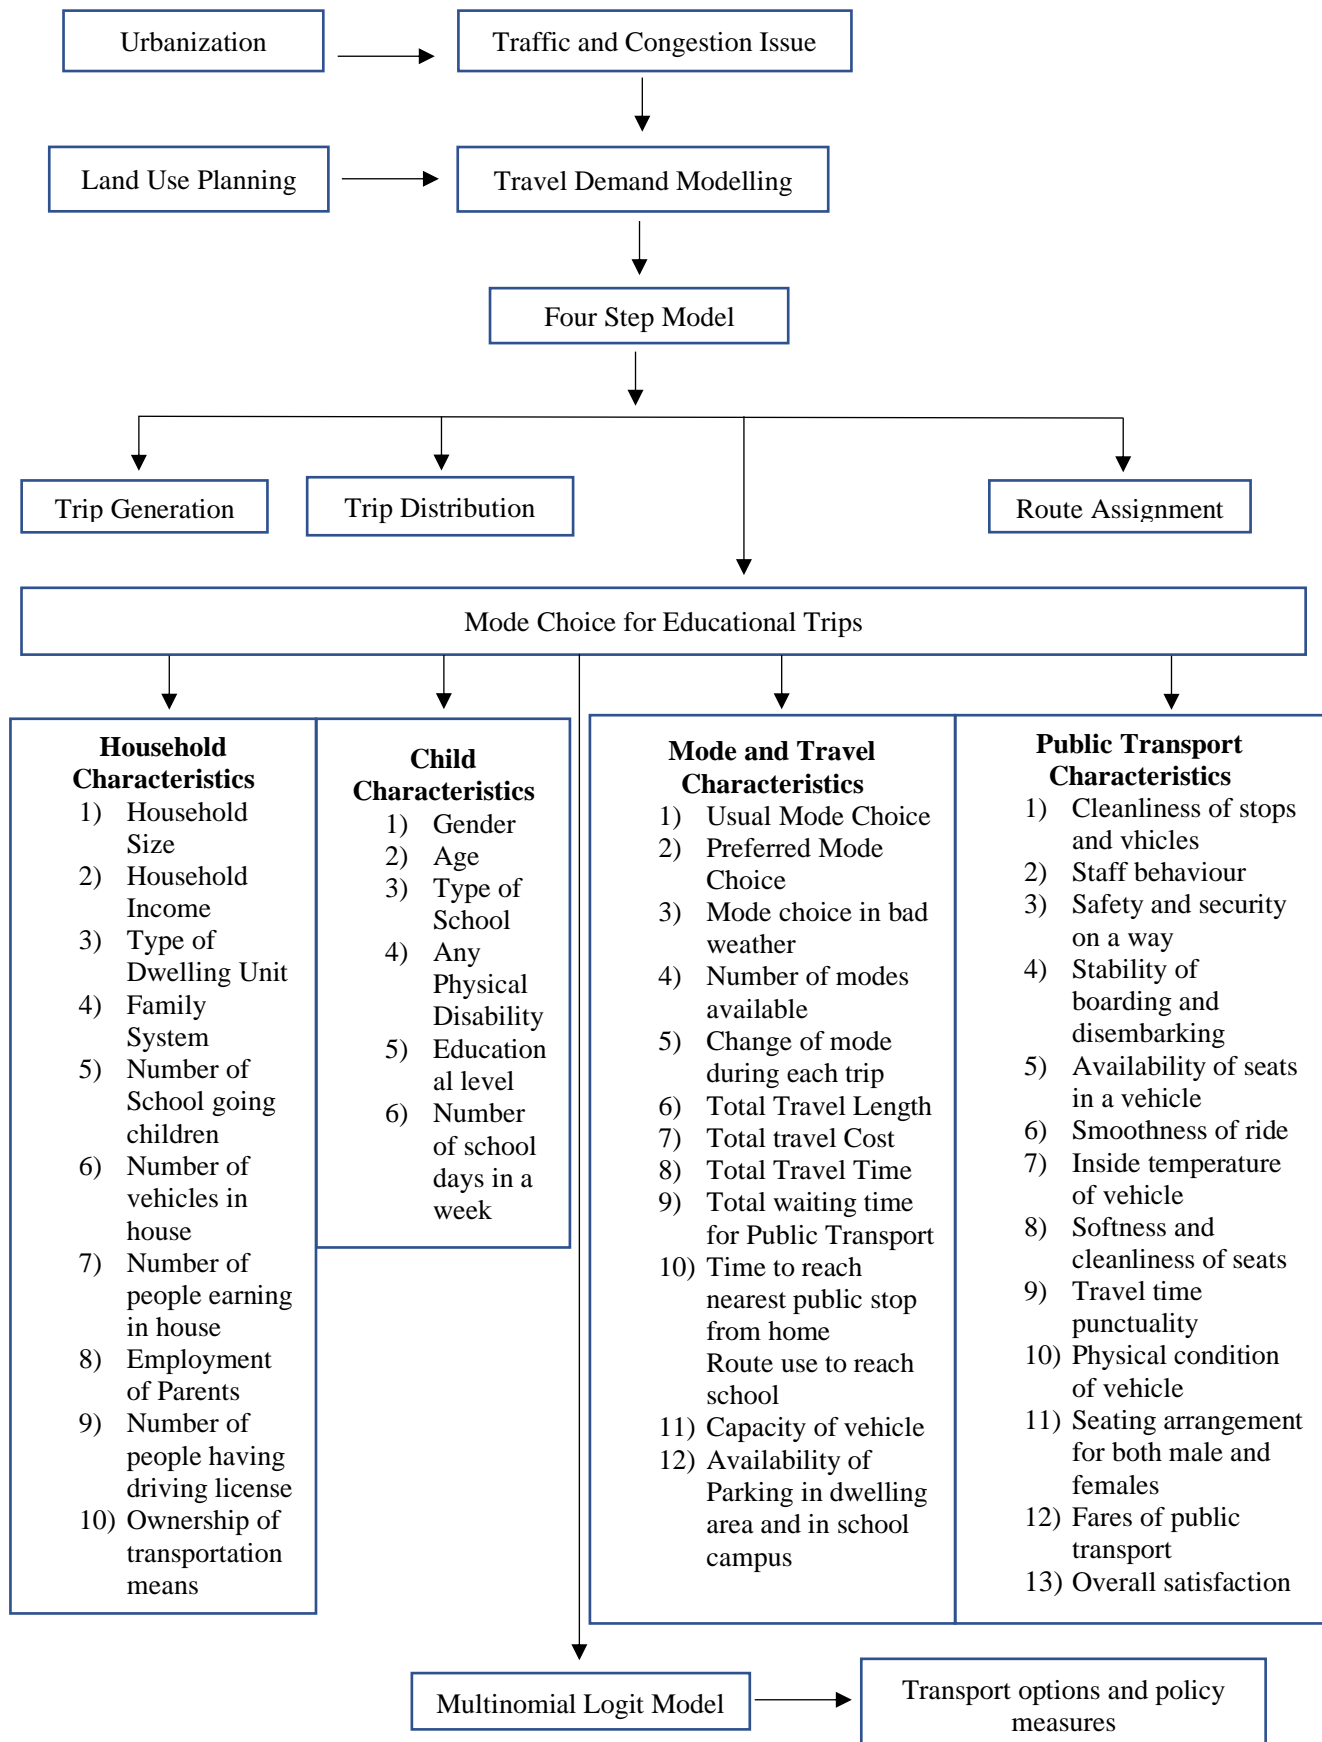 Urbanization
Traffic and Congestion Issue
Land Use Planning
Travel Demand Modelling
Four Step Model
Trip Generation
Trip Distribution
Route Assignment
Mode Choice for Educational Trips
Household
Characteristics
1) Household
Size
2) Household
Income
3) Type of
Dwelling Unit
4) Family
System
5) Number of
School going
children
6) Number of
vehicles in
house
7) Number of
people earning
in house
8) Employment
of Parents
9) Number of
people having
driving license
10) Ownership of
transportation
means
Child
Characteristics
1) Gender
2) Age
3) Type of
School
4) Any
Physical
Disability
5) Education
al level
6) Number
of school
days in a
week
Mode and Travel
Characteristics
1) Usual Mode Choice
2) Preferred Mode
Choice
3) Mode choice in bad
weather
4) Number of modes
available
5) Change of mode
during each trip
6) Total Travel Length
7) Total travel Cost
8) Total Travel Time
9) Total waiting time
for Public Transport
10) Time to reach
nearest public stop
from home
Route use to reach
school
11) Capacity of vehicle
12) Availability of
Parking in dwelling
area and in school
campus
Public Transport
Characteristics
1) Cleanliness of stops
and vhicles
2) Staff behaviour
3) Safety and security
on a way
4) Stability of
boarding and
disembarking
5) Availability of seats
in a vehicle
6) Smoothness of ride
7) Inside temperature
of vehicle
8) Softness and
cleanliness of seats
9) Travel time
punctuality
10) Physical condition
of vehicle
11) Seating arrangement
for both male and
females
12) Fares of public
transport
13) Overall satisfaction
Multinomial Logit Model
Transport options and policy
measures